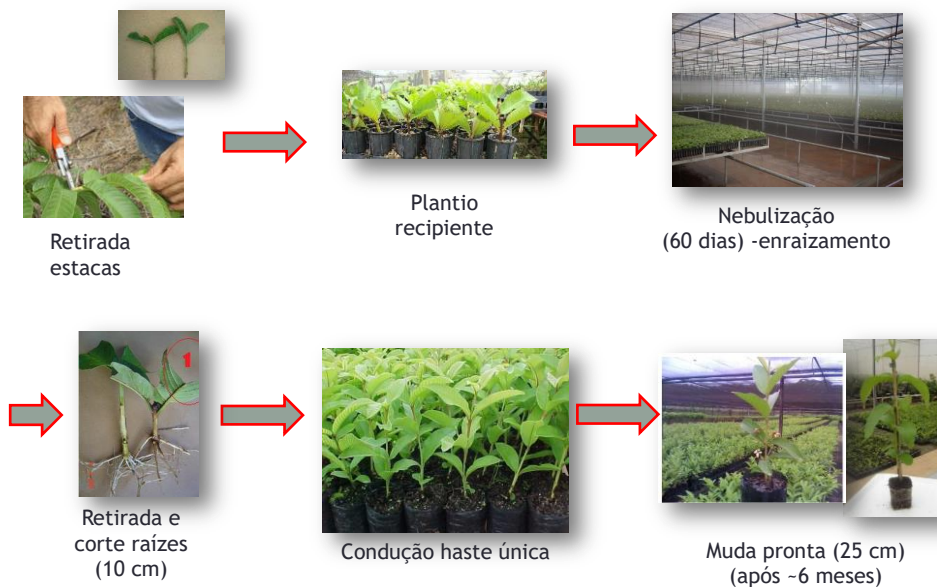 Retirada
estacas
Plantio
recipiente
Nebulização
(60 dias) -enraizamento
1
Retirada e
corte raízes
(10 cm)
Condução haste única
Muda pronta (25 cm)
(após ~6 meses)